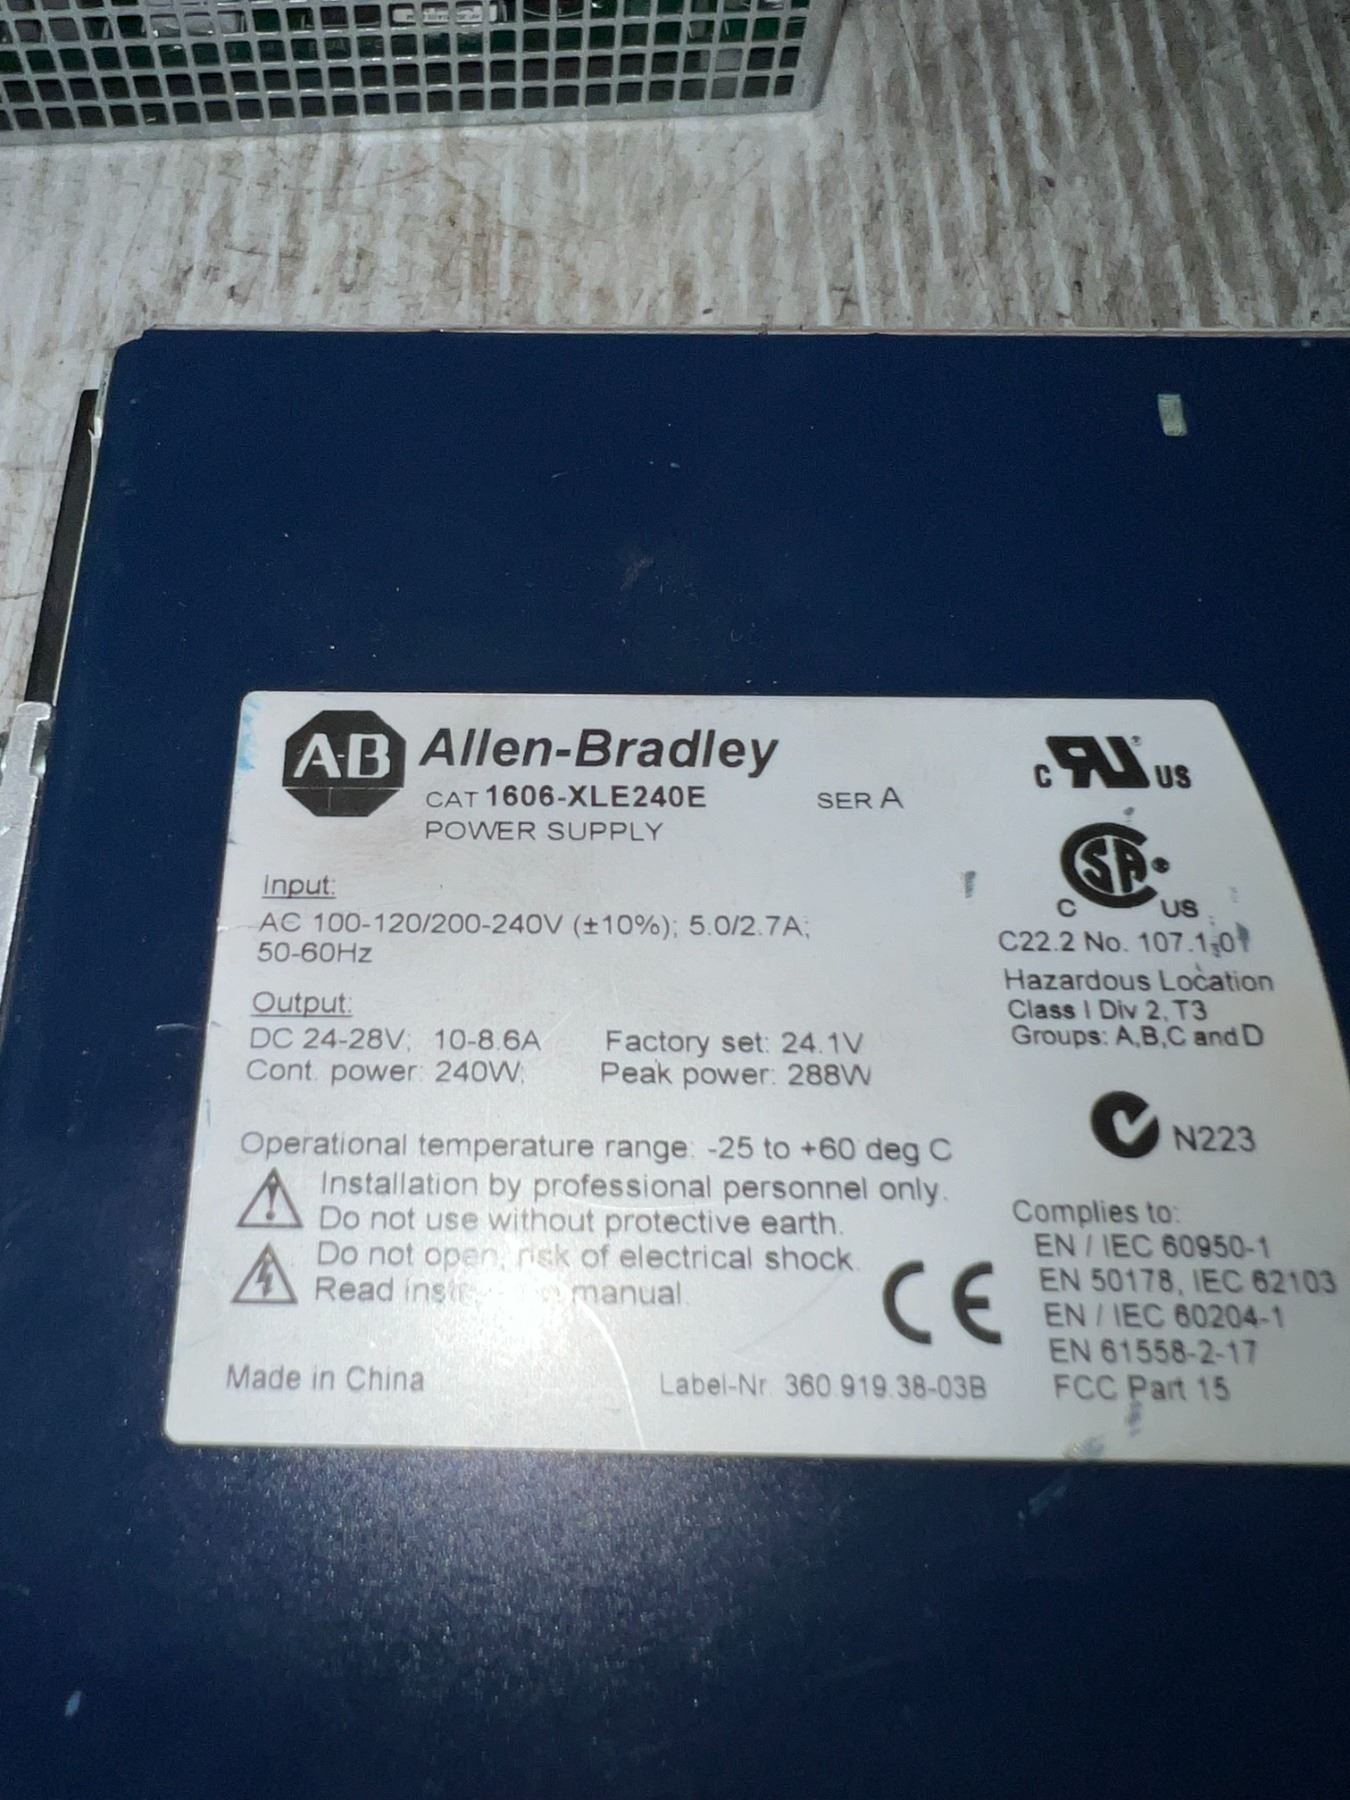 A-B Allen-Bradley
CAT 1606-XLE240E SER A
POWER SUPPLY
Input:
AC 100-120/200-240V (±10%); 5.0/2.7A;
50-60Hz
Output:
DC 24-28V; 10-8.6A Factory set: 24.1V
Cont. power: 240W; Peak power: 288W
Operational temperature range: -25 to +60 deg C
Installation by professional personnel only.
Do not use without protective earth.
Do not open, risk of electrical shock.
Read manual.
Made in China
Label-Nr. 360.919.38-03B
C RU US
CSA
C US
C22.2 No. 107.1-01
Hazardous Location
Class I Div 2, T3
Groups: A,B,C and D
N223
CE
Complies to:
EN / IEC 60950-1
EN 50178, IEC 62103
EN / IEC 60204-1
EN 61558-2-17
FCC Part 15